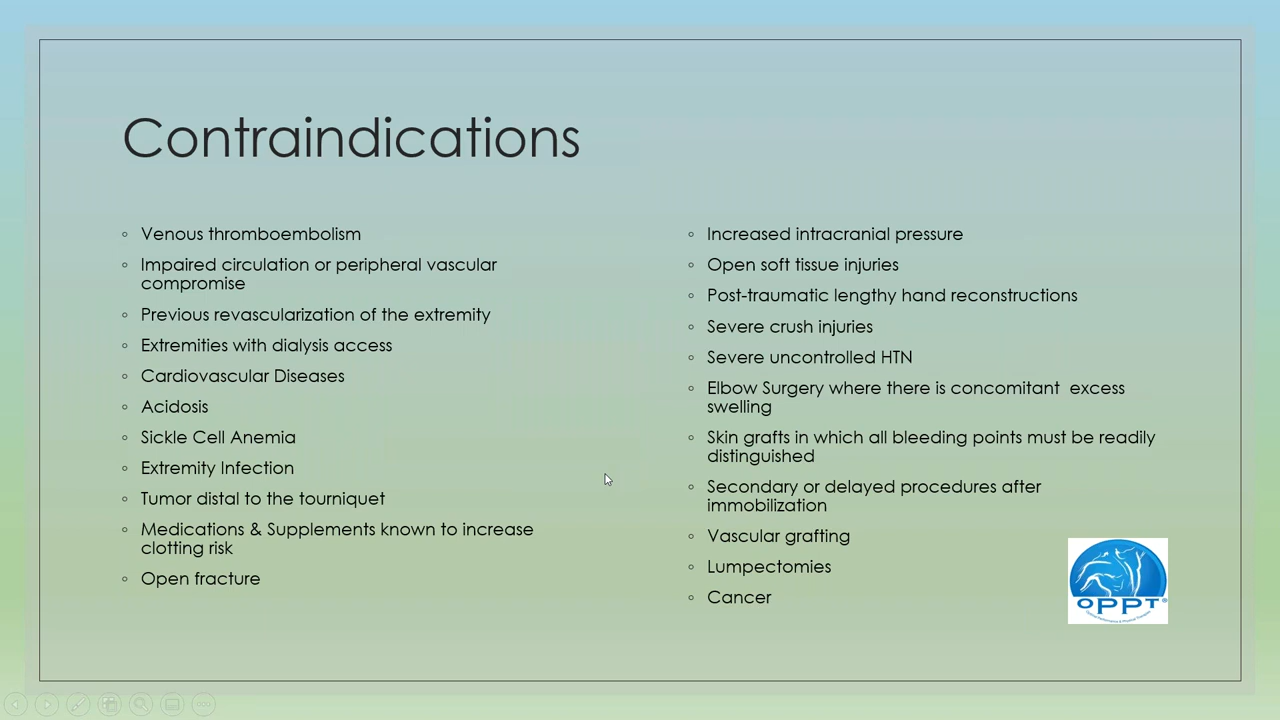 Contraindications
Venous thromboembolism
Impaired circulation or peripheral vascular
compromise
Previous revascularization of the extremity
Extremities with dialysis access
Cardiovascular Diseases
Acidosis
Sickle Cell Anemia
Extremity Infection
Tumor distal to the tourniquet
Medications & Supplements known to increase
clotting risk
Open fracture
Increased intracranial pressure
Open soft tissue injuries
Post-traumatic lengthy hand reconstructions
Severe crush injuries
Severe uncontrolled HTN
Elbow Surgery where there is concomitant  excess
swelling
Skin grafts in which all bleeding points must be readily
distinguished
Secondary or delayed procedures after
immobilization
Vascular grafting
Lumpectomies
Cancer
OPPT®